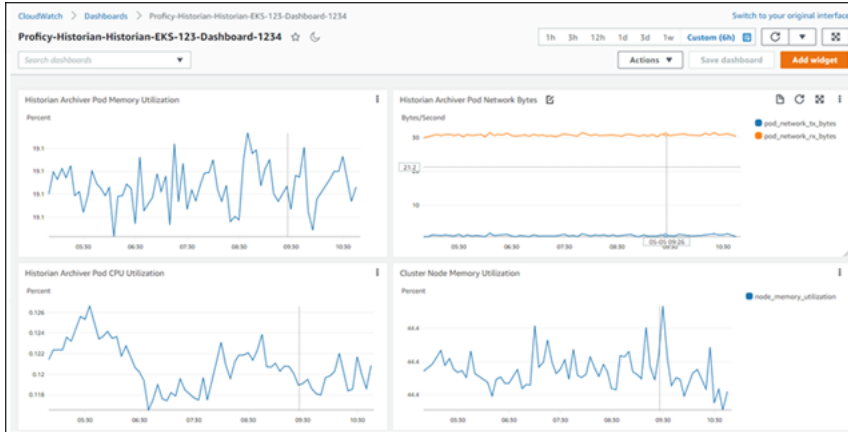 CloudWatch > Dashboards > Proficy-Historian-Historian-EKS-123-Dashboard-1234
Switch to your original interface
Proficy-Historian-Historian-EKS-123-Dashboard-1234
1h 3h 12h 1d 3d 1w Custom (6h)
Search dashboards
Actions Save dashboard Add widget
Historian Archiver Pod Memory Utilization
Percent
19.1
19.1
19.1
05:30 06:30 07:30 08:30 09:30 10:30
Historian Archiver Pod Network Bytes
Bytes/Second
30
21.2
20
10
05:30 06:30 07:30 08:30 05-05 09:26 10:30
pod_network_tx_bytes
pod_network_rx_bytes
Historian Archiver Pod CPU Utilization
Percent
0.126
0.124
0.122
0.12
0.118
05:30 06:30 07:30 08:30 09:30 10:30
Cluster Node Memory Utilization
Percent
44.4
44.4
44.4
05:30 06:30 07:30 08:30 09:30 10:30
node_memory_utilization